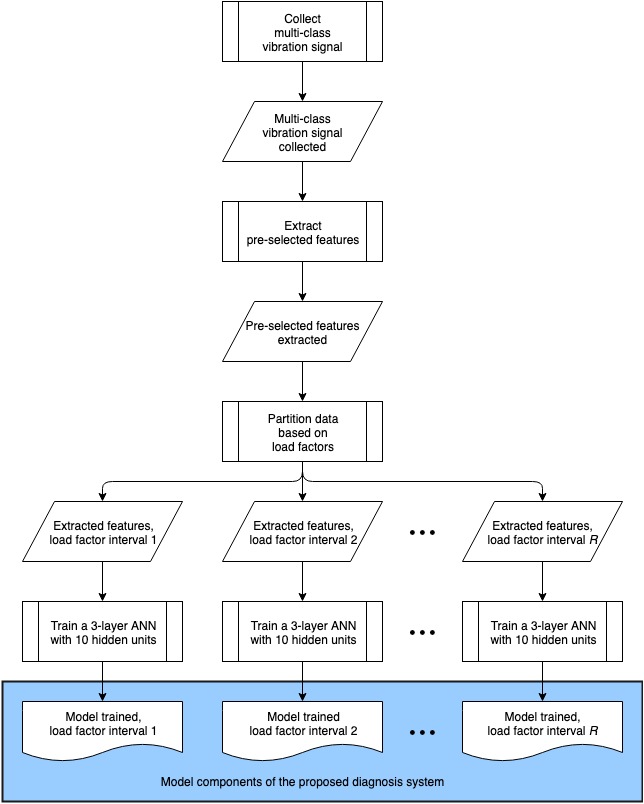 Collect
multi-class
vibration signal
Multi-class
vibration signal
collected
Extract
pre-selected features
Pre-selected features
extracted
Partition data
based on
load factors
Extracted features,
load factor interval 1
Extracted features,
load factor interval 2
Extracted features,
load factor interval R
Train a 3-layer ANN
with 10 hidden units
Train a 3-layer ANN
with 10 hidden units
Train a 3-layer ANN
with 10 hidden units
Model trained,
load factor interval 1
Model trained
load factor interval 2
Model trained,
load factor interval R
Model components of the proposed diagnosis system